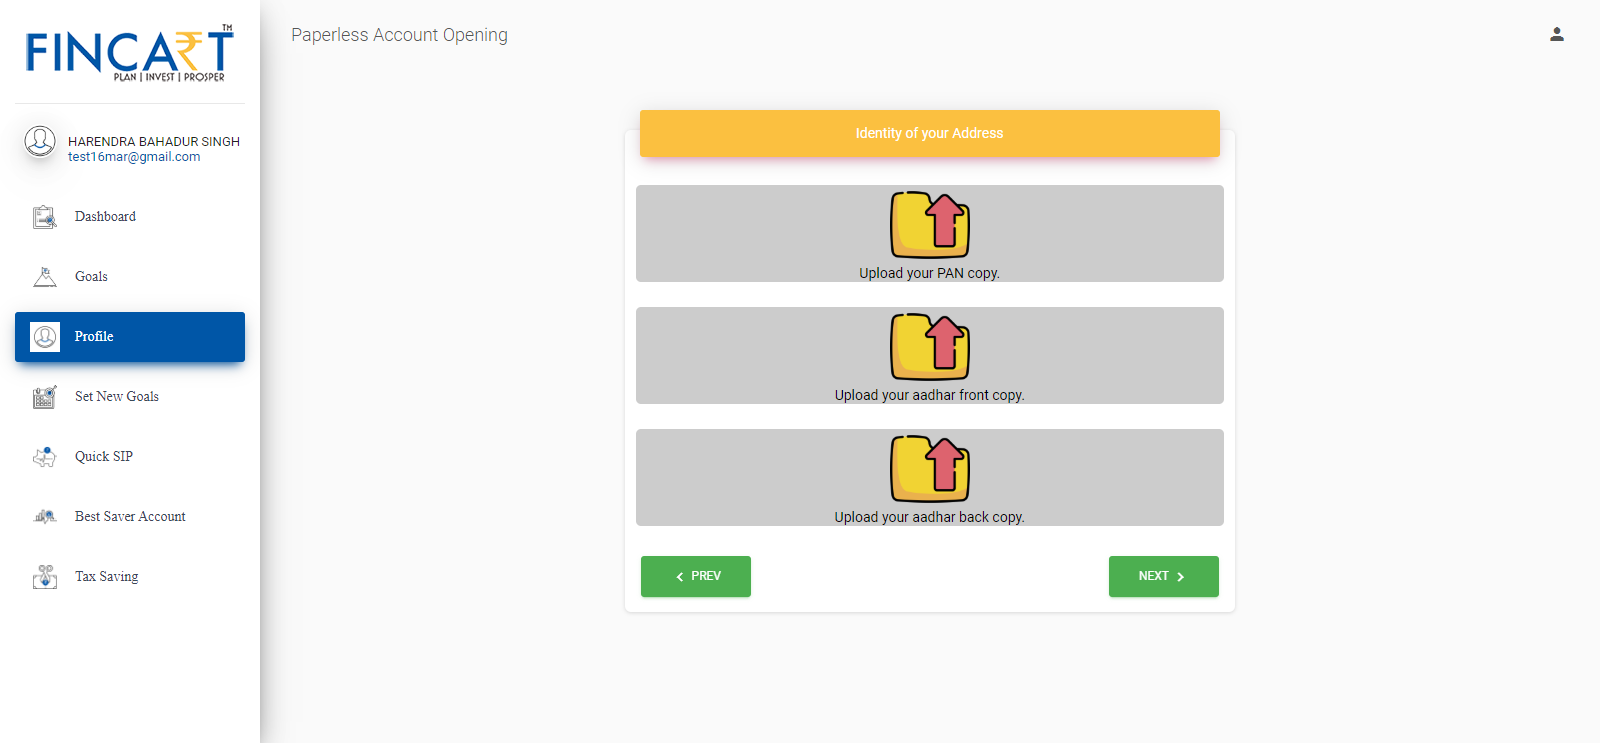 FINCART TM
PLAN | INVEST | PROSPER
HARENDRA BAHADUR SINGH
test16mar@gmail.com
Dashboard
Goals
Profile
Set New Goals
Quick SIP
Best Saver Account
Tax Saving
Paperless Account Opening
Identity of your Address
Upload your PAN copy.
Upload your aadhar front copy.
Upload your aadhar back copy.
PREV
NEXT